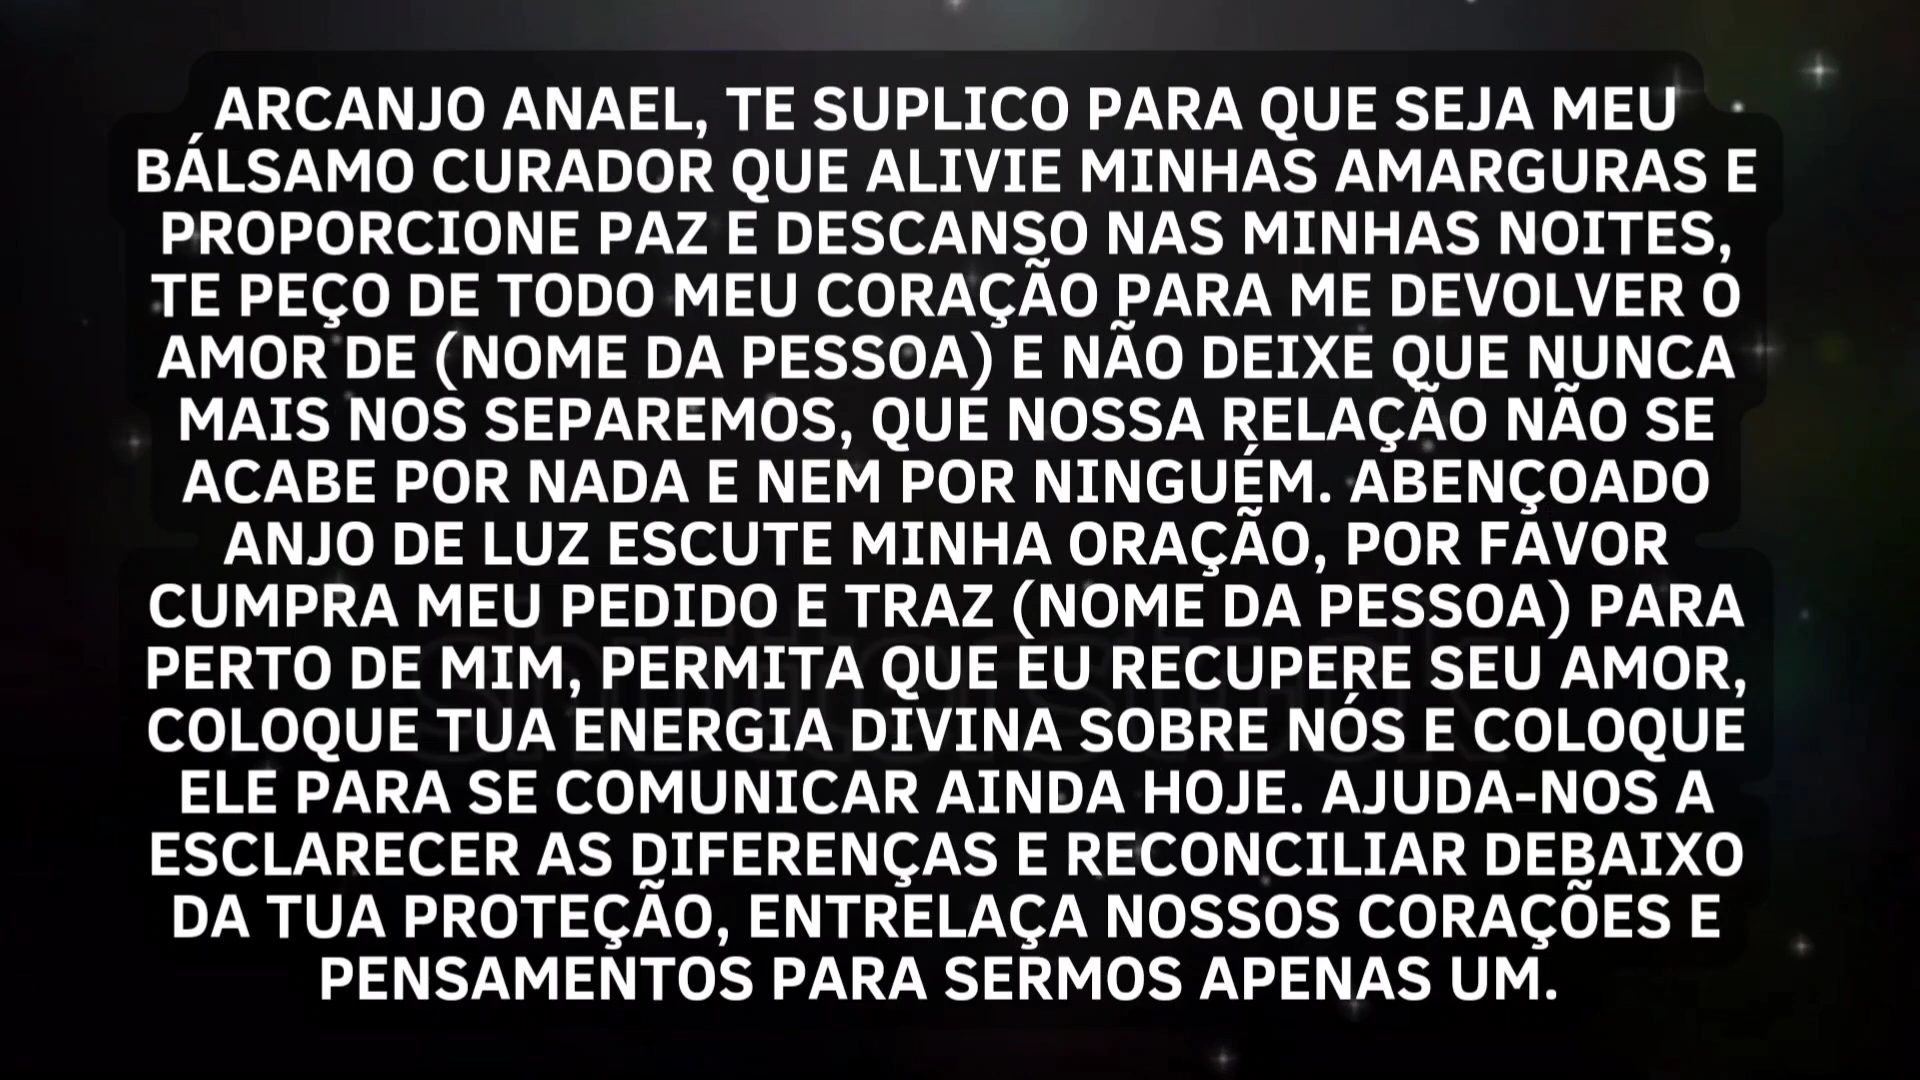 ARCANJO ANAEL, TE SUPLICO PARA QUE SEJA MEU
BÁLSAMO CURADOR QUE ALIVIE MINHAS AMARGURAS E
PROPORCIONE PAZ E DESCANSO NAS MINHAS NOITES,
TE PEÇO DE TODO MEU CORAÇÃO PARA ME DEVOLVER O
AMOR DE (NOME DA PESSOA) E NÃO DEIXE QUE NUNCA
MAIS NOS SEPAREMOS, QUE NOSSA RELAÇÃO NÃO SE
ACABE POR NADA E NEM POR NINGUÉM. ABENÇOADO
ANJO DE LUZ ESCUTE MINHA ORAÇÃO, POR FAVOR
CUMPRA MEU PEDIDO E TRAZ (NOME DA PESSOA) PARA
PERTO DE MIM, PERMITA QUE EU RECUPERE SEU AMOR,
COLOQUE TUA ENERGIA DIVINA SOBRE NÓS E COLOQUE
ELE PARA SE COMUNICAR AINDA HOJE. AJUDA-NOS A
ESCLARECER AS DIFERENÇAS E RECONCILIAR DEBAIXO
DA TUA PROTEÇÃO, ENTRELAÇA NOSSOS CORAÇÕES E
PENSAMENTOS PARA SERMOS APENAS UM.